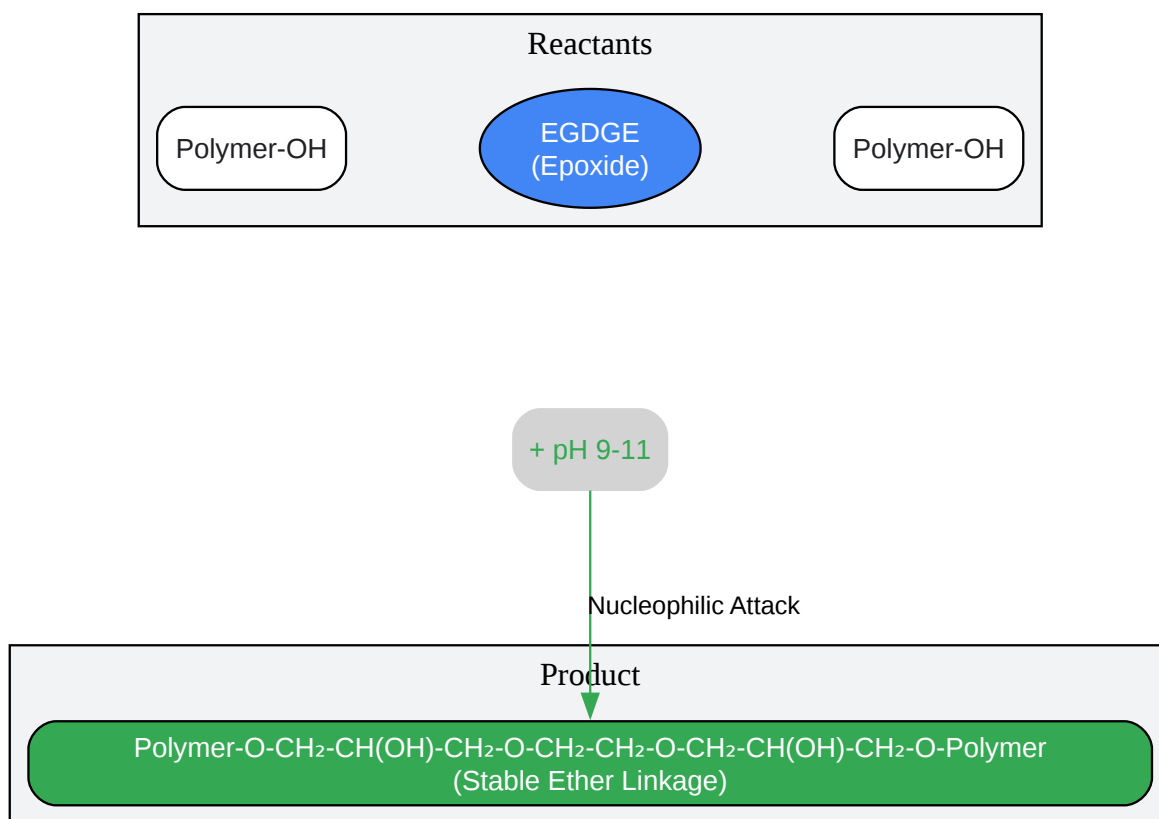 Reactants
Polymer-OH
EGDGE
(Epoxide)
Polymer-OH
+ pH 9-11
Nucleophilic Attack
Product
Polymer-O-CH₂-CH(OH)-CH₂-O-CH₂-CH₂-O-CH₂-CH(OH)-CH₂-O-Polymer
(Stable Ether Linkage)